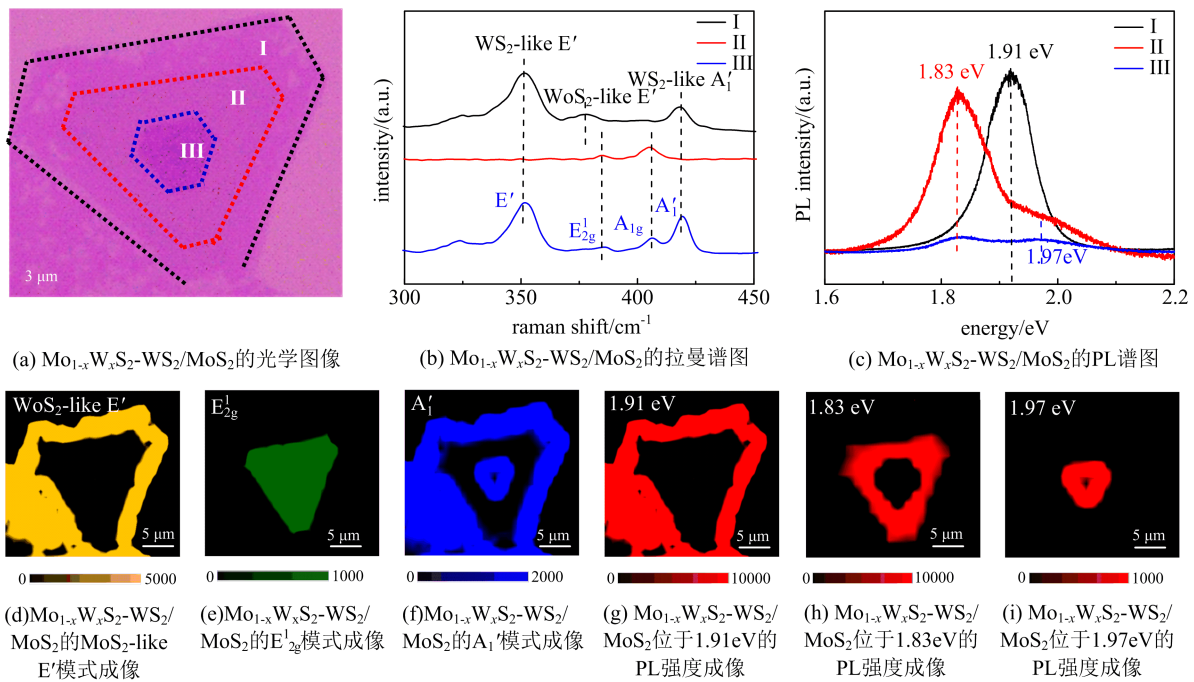 I
II
III
3 μm
(a) Mo₁₋ₓWₓS₂-WS₂/MoS₂的光学图像
I
II
III
WS₂-like E′
WS₂-like A₁′
WoS₂-like E′
E′
E¹₂g
A₁g
A₁′
intensity/(a.u.)
300
350
400
450
raman shift/cm⁻¹
(b) Mo₁₋ₓWₓS₂-WS₂/MoS₂的拉曼谱图
I
II
III
1.91 eV
1.83 eV
1.97eV
PL intensity/(a.u.)
1.6
1.8
2.0
2.2
energy/eV
(c) Mo₁₋ₓWₓS₂-WS₂/MoS₂的PL谱图
WoS₂-like E′
5 μm
0
5000
(d)Mo₁₋ₓWₓS₂-WS₂/
MoS₂的MoS₂-like
E′模式成像
E¹₂g
5 μm
0
1000
(e)Mo₁₋ₓWₓS₂-WS₂/
MoS₂的E¹₂g模式成像
A₁′
5 μm
0
2000
(f)Mo₁₋ₓWₓS₂-WS₂/
MoS₂的A₁′模式成像
1.91 eV
5 μm
0
10000
(g) Mo₁₋ₓWₓS₂-WS₂/
MoS₂位于1.91eV的
PL强度成像
1.83 eV
5 μm
0
10000
(h) Mo₁₋ₓWₓS₂-WS₂/
MoS₂位于1.83eV的
PL强度成像
1.97 eV
5 μm
0
1000
(i) Mo₁₋ₓWₓS₂-WS₂/
MoS₂位于1.97eV的
PL强度成像